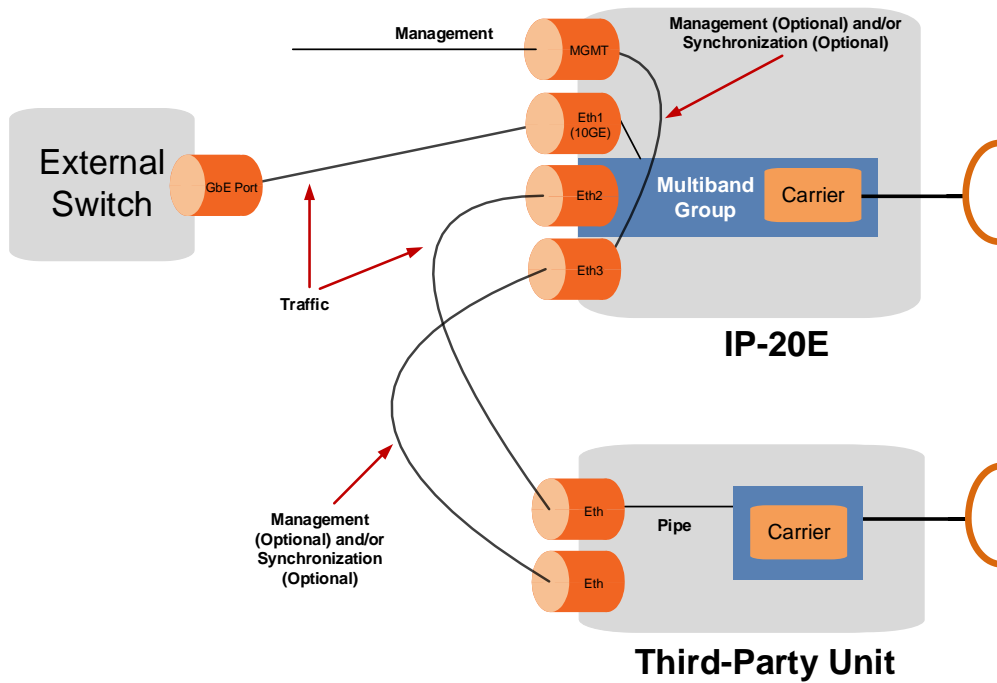 Management
MGMT
Management (Optional) and/or
Synchronization (Optional)
Eth1
(10GE)
External
Switch
GbE Port
Eth2
Multiband
Group
Carrier
Eth3
Traffic
IP-20E
Management
(Optional) and/or
Synchronization
(Optional)
Eth
Pipe
Carrier
Eth
Third-Party Unit